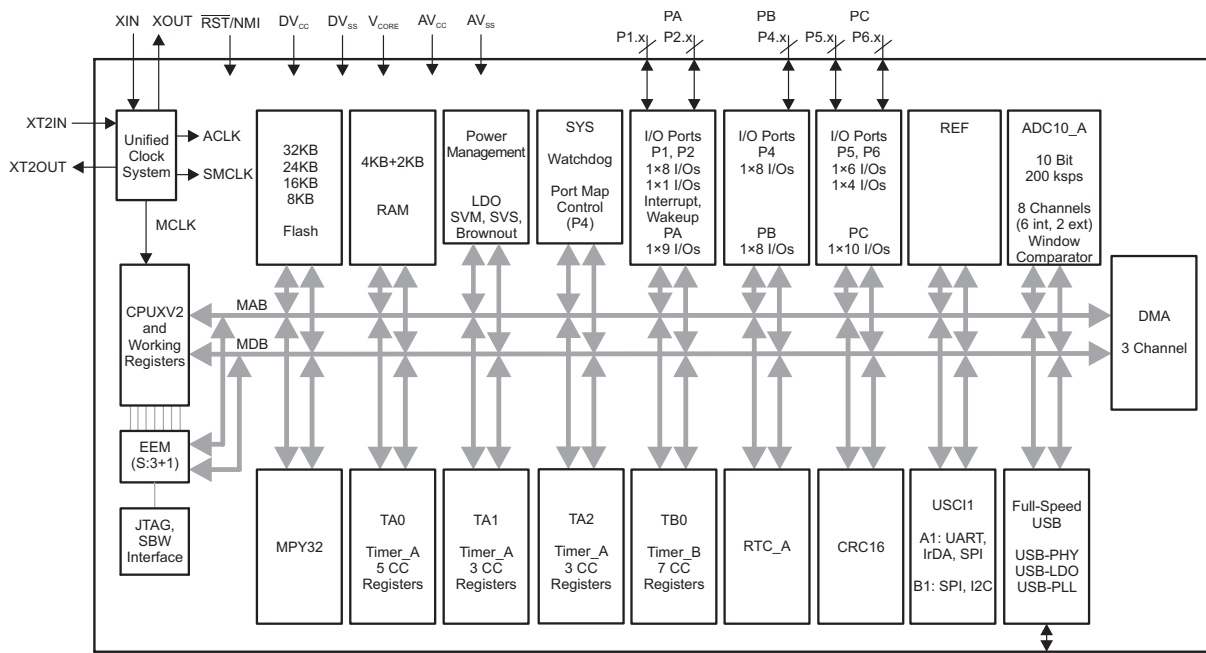 XIN
XOUT
RST/NMI
DVCC
DVSS
VCORE
AVCC
AVSS
PA
P1.x
P2.x
PB
P4.x
PC
P5.x
P6.x
XT2IN
XT2OUT
Unified
Clock
System
ACLK
SMCLK
MCLK
32KB
24KB
16KB
8KB
Flash
4KB+2KB
RAM
Power
Management
LDO
SVM, SVS,
Brownout
SYS
Watchdog
Port Map
Control
(P4)
I/O Ports
P1, P2
1×8 I/Os
1×1 I/Os
Interrupt,
Wakeup
PA
1×9 I/Os
I/O Ports
P4
1×8 I/Os
PB
1×8 I/Os
I/O Ports
P5, P6
1×6 I/Os
1×4 I/Os
PC
1×10 I/Os
REF
ADC10_A
10 Bit
200 ksps
8 Channels
(6 int, 2 ext)
Window
Comparator
CPUXV2
and
Working
Registers
MAB
MDB
DMA
3 Channel
EEM
(S:3+1)
JTAG,
SBW
Interface
MPY32
TA0
Timer_A
5 CC
Registers
TA1
Timer_A
3 CC
Registers
TA2
Timer_A
3 CC
Registers
TB0
Timer_B
7 CC
Registers
RTC_A
CRC16
USCI1
A1: UART,
IrDA, SPI
B1: SPI, I2C
Full-Speed
USB
USB-PHY
USB-LDO
USB-PLL